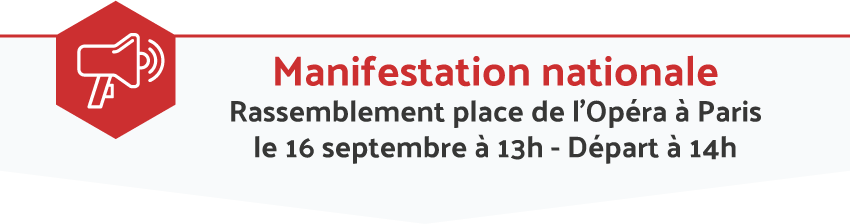 Manifestation nationale
Rassemblement place de l'Opéra à Paris
le 16 septembre à 13h - Départ à 14h